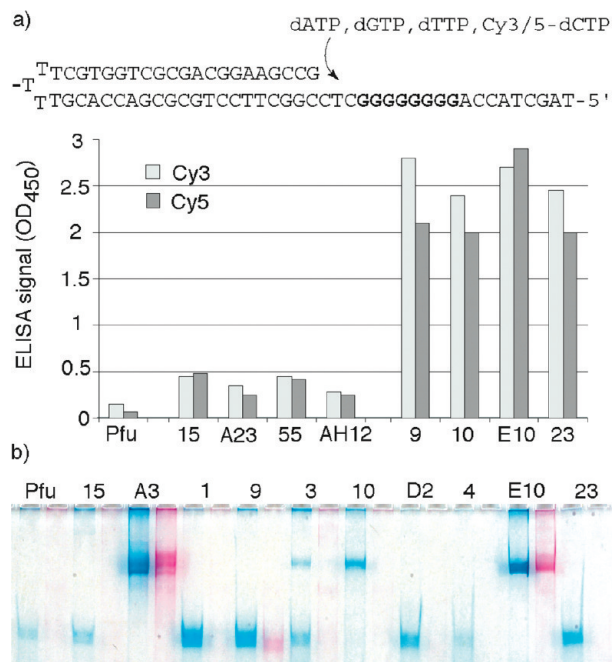 a)
dATP,dGTP,dTTP,Cy3/5-dCTP
TTCGTGGTCGCGACGGAAGCCG
-T
TTGCACCAGCGCGTCCTTCGGCCTCGGGGGGGGACCATCGAT-5'
ELISA signal (OD450)
3
2.5
2
1.5
1
0.5
0
Cy3
Cy5
Pfu 15 A23 55 AH12 9 10 E10 23
b)
Pfu 15 A3 1 9 3 10 D2 4 E10 23